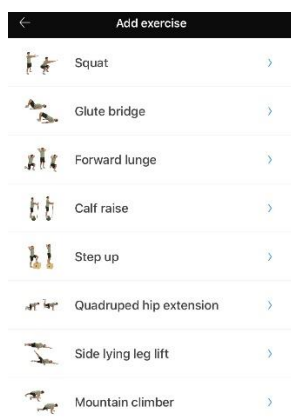 Add exercise
Squat
Glute bridge
Forward lunge
Calf raise
Step up
Quadruped hip extension
Side lying leg lift
Mountain climber